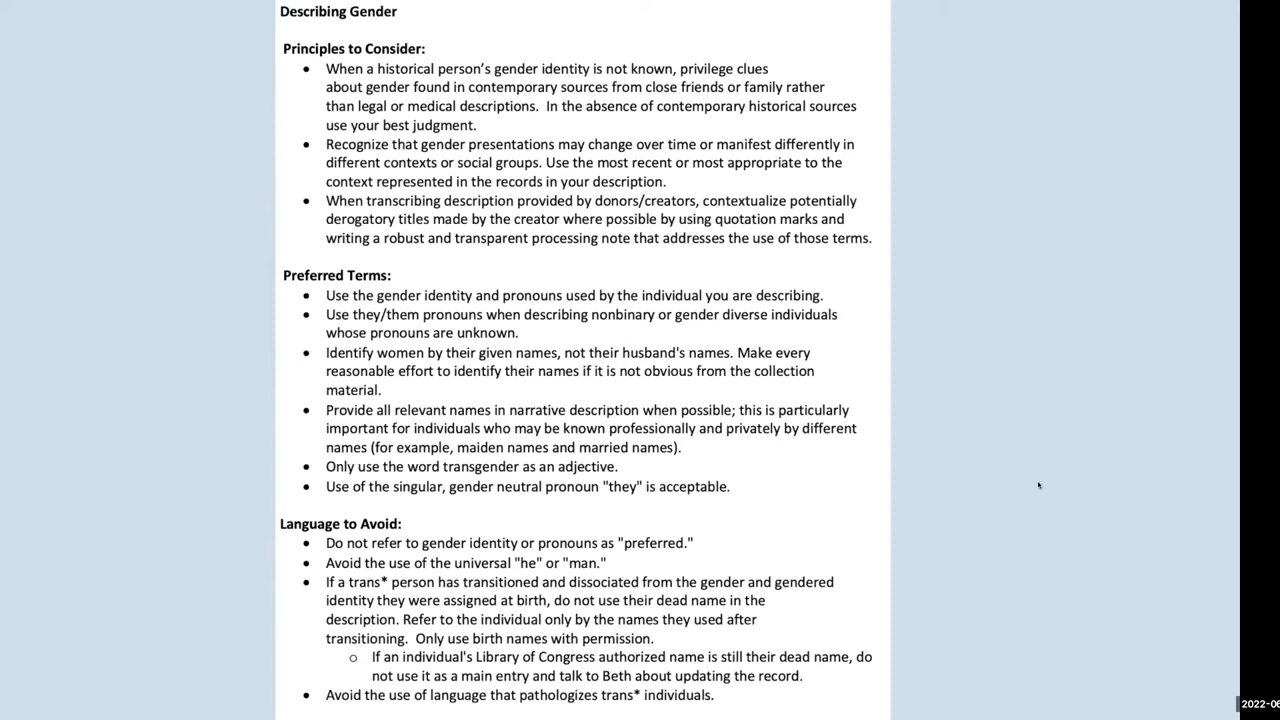 Describing Gender
Principles to Consider:
• When a historical person's gender identity is not known, privilege clues
about gender found in contemporary sources from close friends or family rather
than legal or medical descriptions.  In the absence of contemporary historical sources
use your best judgment.
• Recognize that gender presentations may change over time or manifest differently in
different contexts or social groups. Use the most recent or most appropriate to the
context represented in the records in your description.
• When transcribing description provided by donors/creators, contextualize potentially
derogatory titles made by the creator where possible by using quotation marks and
writing a robust and transparent processing note that addresses the use of those terms.
Preferred Terms:
• Use the gender identity and pronouns used by the individual you are describing.
• Use they/them pronouns when describing nonbinary or gender diverse individuals
whose pronouns are unknown.
• Identify women by their given names, not their husband's names. Make every
reasonable effort to identify their names if it is not obvious from the collection
material.
• Provide all relevant names in narrative description when possible; this is particularly
important for individuals who may be known professionally and privately by different
names (for example, maiden names and married names).
• Only use the word transgender as an adjective.
• Use of the singular, gender neutral pronoun "they" is acceptable.
Language to Avoid:
• Do not refer to gender identity or pronouns as "preferred."
• Avoid the use of the universal "he" or "man."
• If a trans* person has transitioned and dissociated from the gender and gendered
identity they were assigned at birth, do not use their dead name in the
description. Refer to the individual only by the names they used after
transitioning.  Only use birth names with permission.
o If an individual's Library of Congress authorized name is still their dead name, do
not use it as a main entry and talk to Beth about updating the record.
• Avoid the use of language that pathologizes trans* individuals.